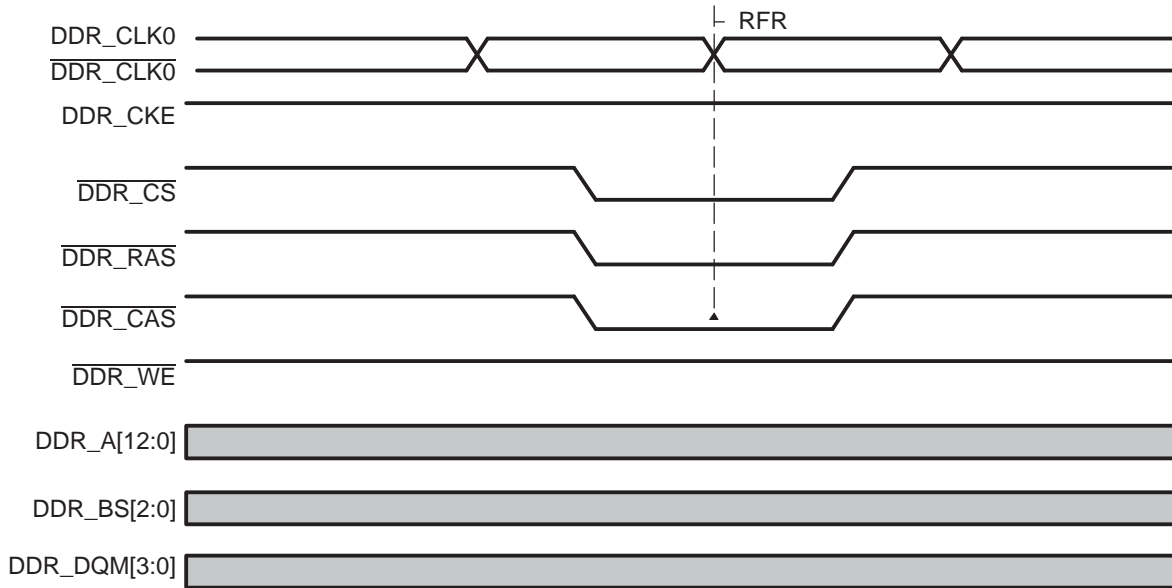 RFR
DDR_CLK0
DDR_CLK0
DDR_CKE
DDR_CS
DDR_RAS
DDR_CAS
DDR_WE
DDR_A[12:0]
DDR_BS[2:0]
DDR_DQM[3:0]